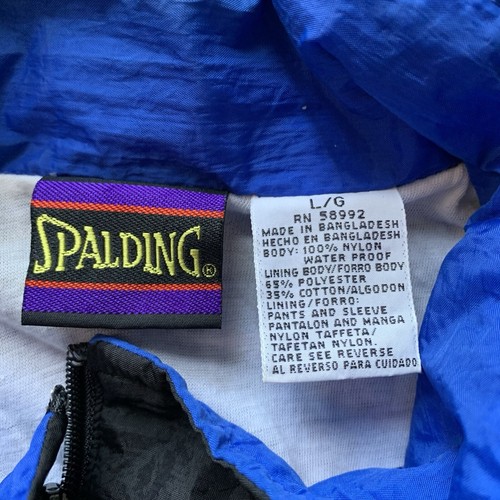 SPALDING®
L/G
RN 58992
MADE IN BANGLADESH
HECHO EN BANGLADESH
BODY: 100% NYLON
WATER PROOF
LINING BODY/FORRO BODY
65% POLYESTER
35% COTTON/ALGODON
LINING/FORRO:
PANTS AND SLEEVE
PANTALON AND MANGA
NYLON TAFFETA/
TAFETAN NYLON.
CARE SEE REVERSE
AL REVERSO PARA CUIDADO